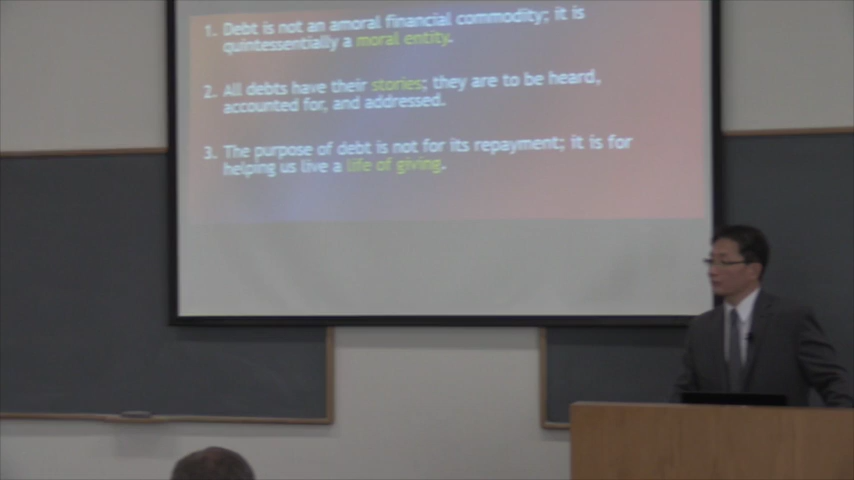 1. Debt is not an amoral financial commodity; it is
quintessentially a moral entity.
2. All debts have their stories; they are to be heard,
accounted for, and addressed.
3. The purpose of debt is not for its repayment; it is for
helping us live a life of giving.